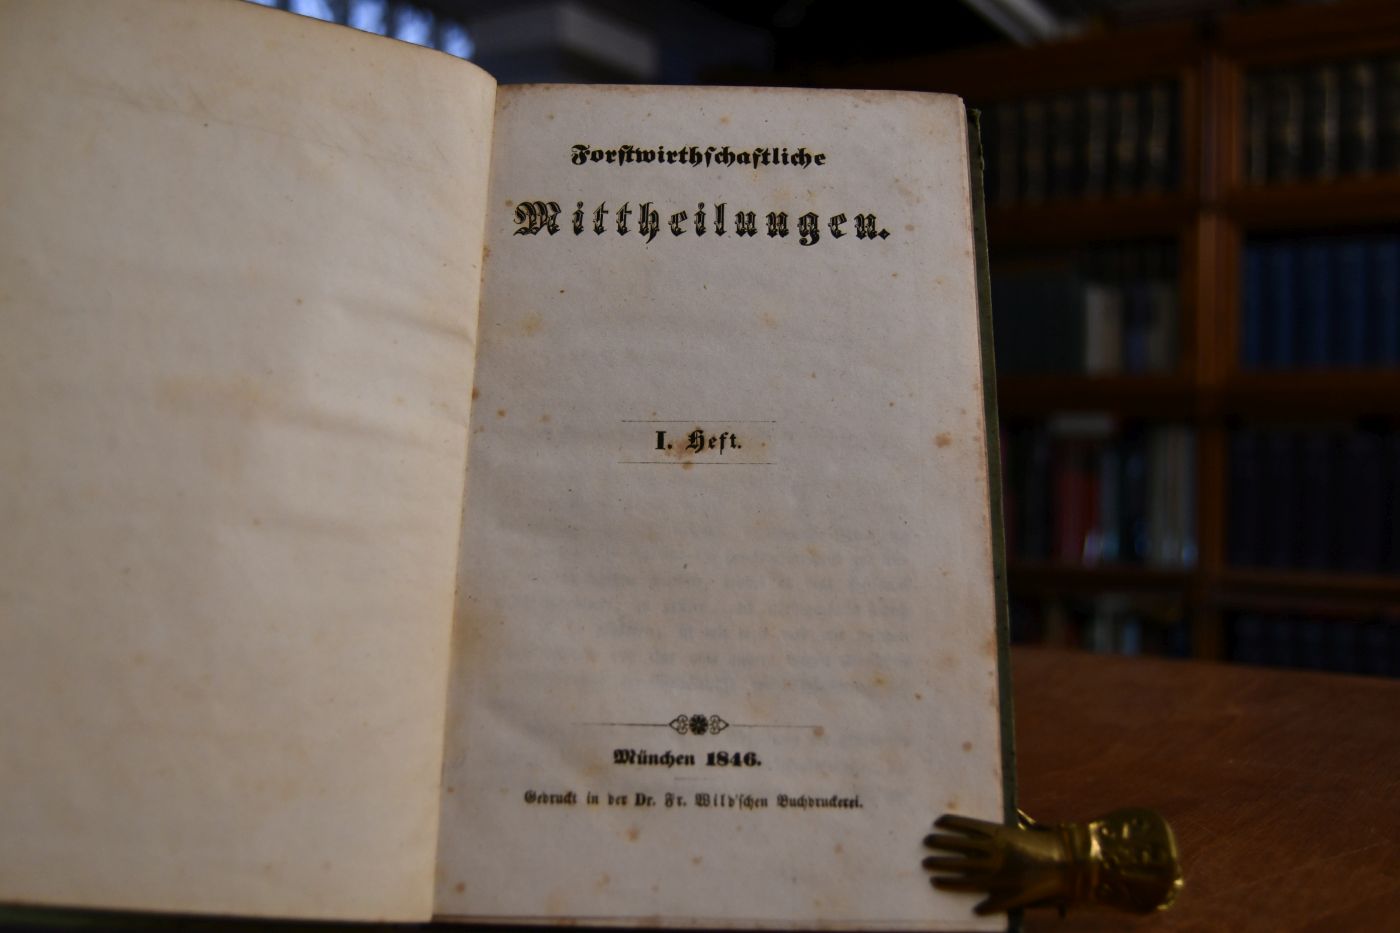 Forstwirthschaftliche
Mittheilungen.
I. Heft.
München 1846.
Gedruckt in der Dr. Fr. Wild'schen Buchdruckerei.